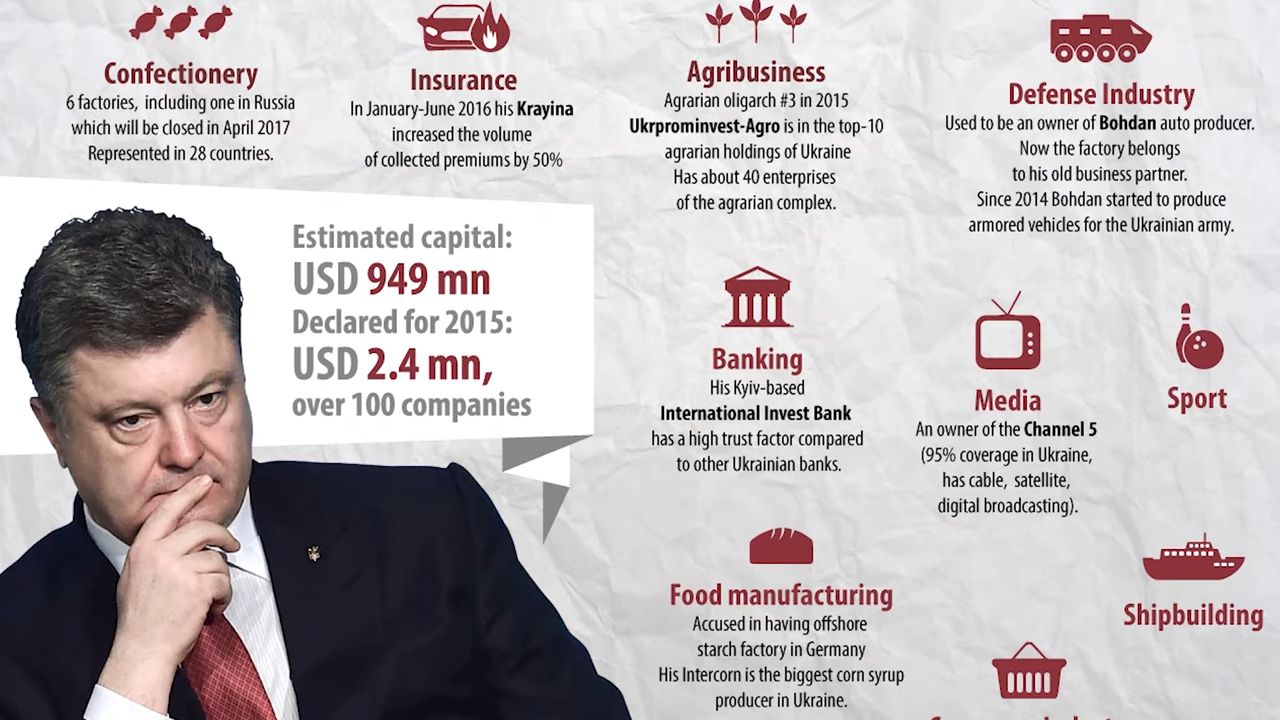 Confectionery
6 factories, including one in Russia
which will be closed in April 2017
Represented in 28 countries.
Insurance
In January-June 2016 his Krayina
increased the volume
of collected premiums by 50%
Agribusiness
Agrarian oligarch #3 in 2015
Ukrprominvest-Agro is in the top-10
agrarian holdings of Ukraine
Has about 40 enterprises
of the agrarian complex.
Defense Industry
Used to be an owner of Bohdan auto producer.
Now the factory belongs
to his old business partner.
Since 2014 Bohdan started to produce
armored vehicles for the Ukrainian army.
Estimated capital:
USD 949 mn
Declared for 2015:
USD 2.4 mn,
over 100 companies
Banking
His Kyiv-based
International Invest Bank
has a high trust factor compared
to other Ukrainian banks.
Media
An owner of the Channel 5
(95% coverage in Ukraine,
has cable, satellite,
digital broadcasting).
Sport
Food manufacturing
Accused in having offshore
starch factory in Germany
His Intercorn is the biggest corn syrup
producer in Ukraine.
Shipbuilding